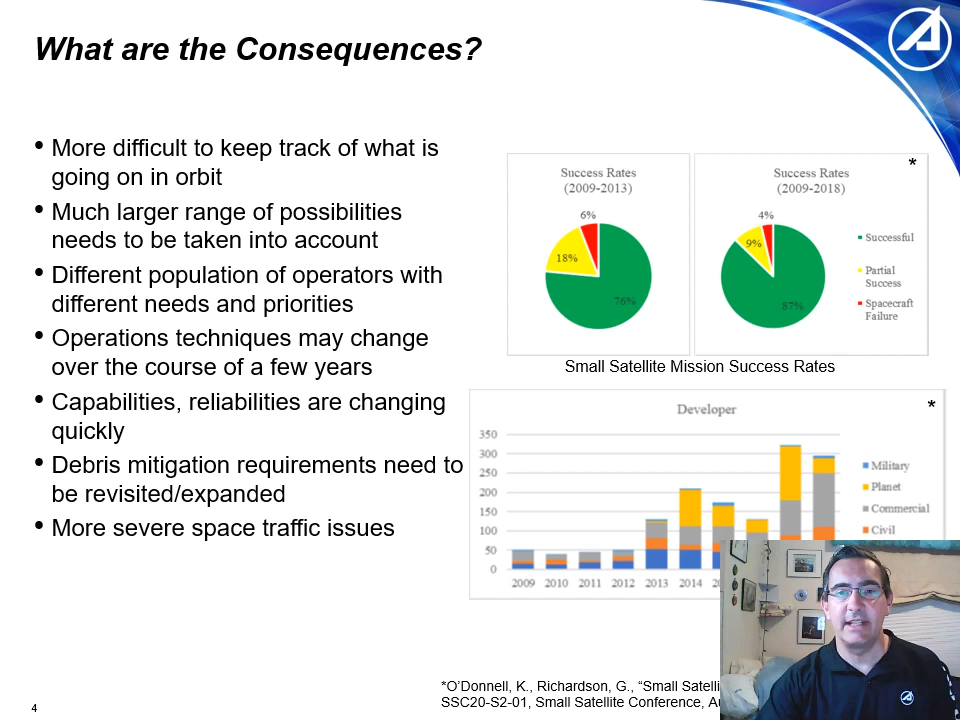 What are the Consequences?
• More difficult to keep track of what is
going on in orbit
• Much larger range of possibilities
needs to be taken into account
• Different population of operators with
different needs and priorities
• Operations techniques may change
over the course of a few years
• Capabilities, reliabilities are changing
quickly
• Debris mitigation requirements need to
be revisited/expanded
• More severe space traffic issues
*
Success Rates
(2009-2013)
6%
18%
76%
Success Rates
(2009-2018)
4%
9%
87%
Successful
Partial
Success
Spacecraft
Failure
Small Satellite Mission Success Rates
*
Developer
350
300
250
200
150
100
50
0
2009 2010 2011 2012 2013 2014
Military
Planet
Commercial
Civil
*O'Donnell, K., Richardson, G., “Small Satelli
SSC20-S2-01, Small Satellite Conference, Au
4